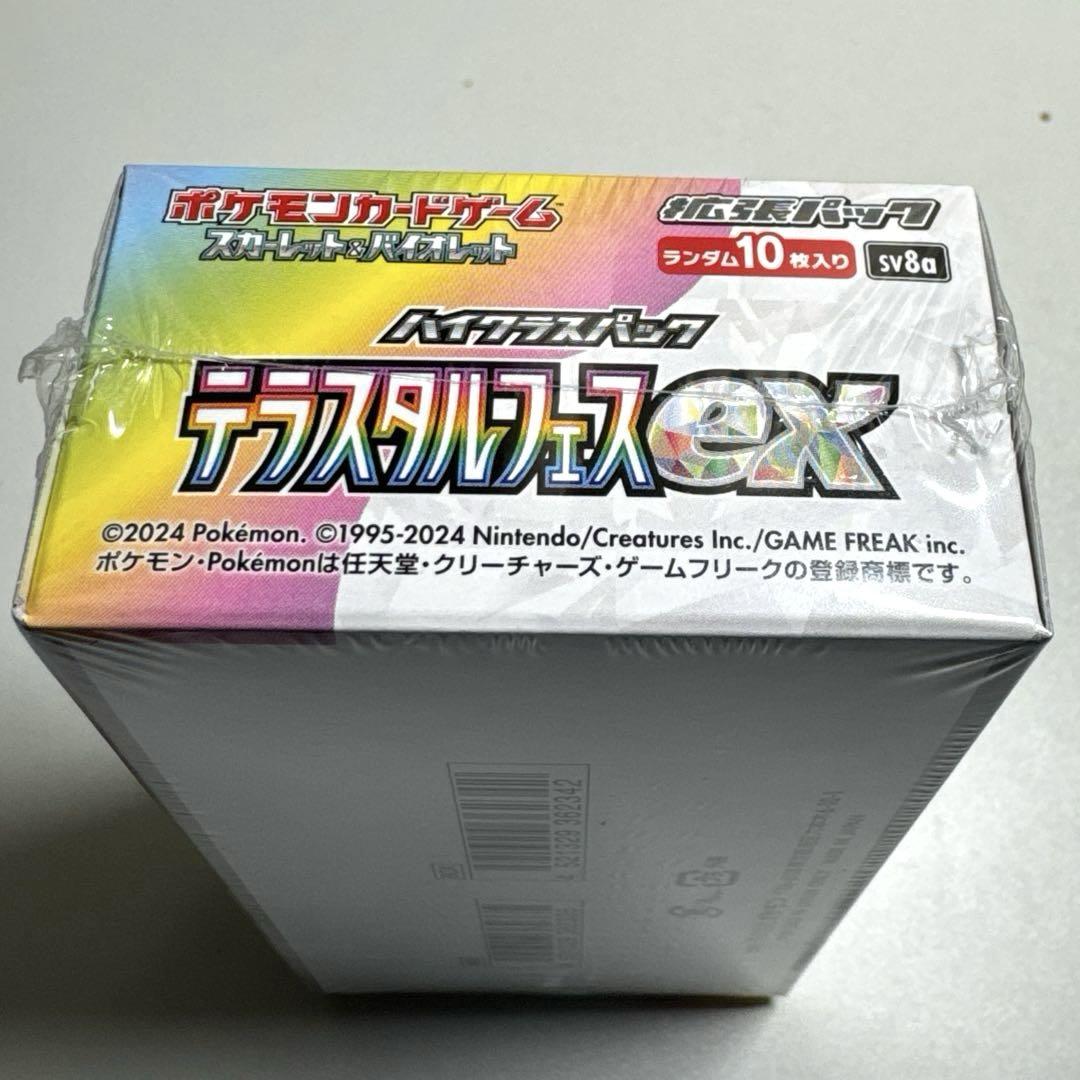 ポケモンカードゲーム™
スカーレット&バイオレット
拡張パック
ランダム10枚入り
sv8a
ハイクラスパック
テラスタルフェスex
©2024 Pokémon. ©1995-2024 Nintendo/Creatures Inc./GAME FREAK inc.
ポケモン・Pokémonは任天堂・クリーチャーズ・ゲームフリークの登録商標です。
4 521329 362342